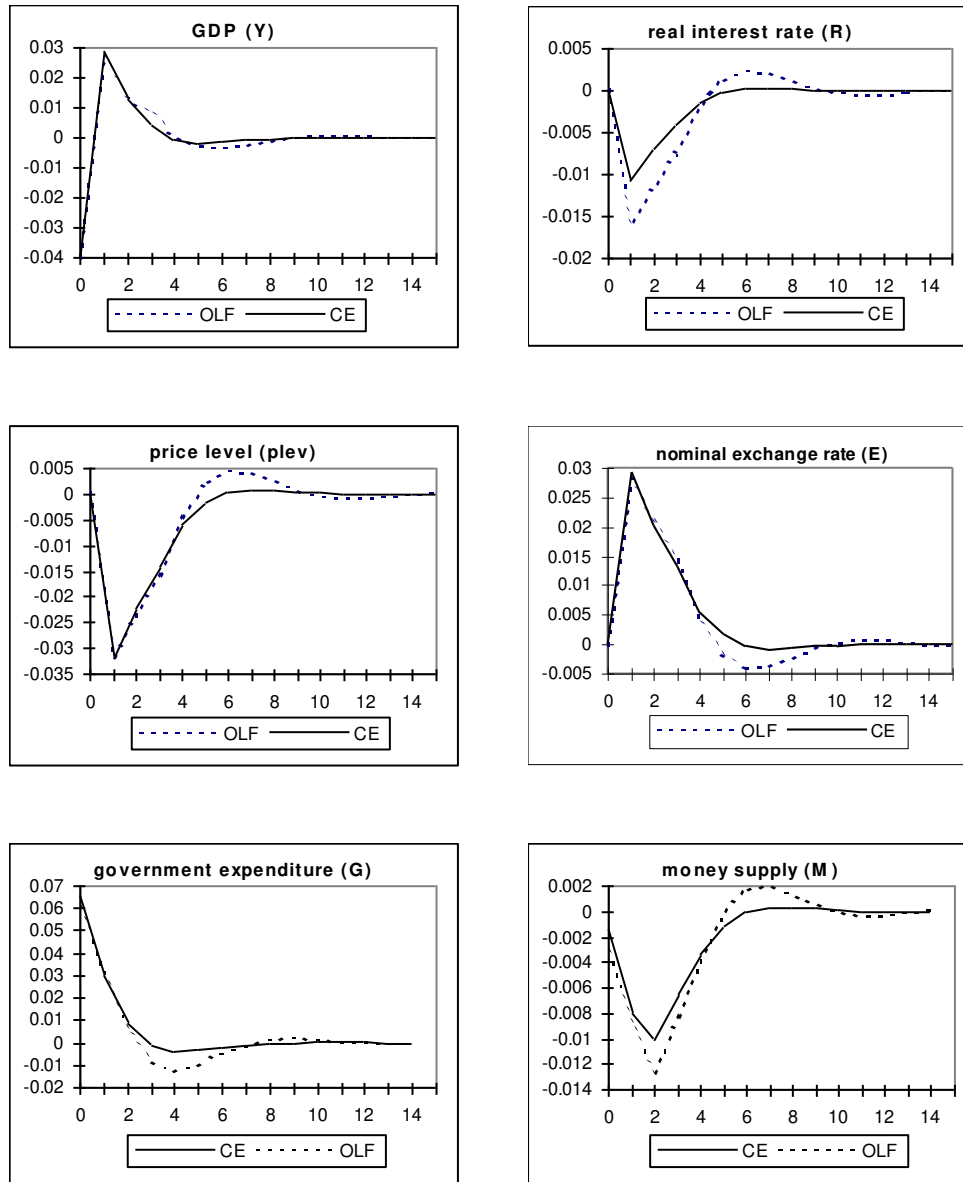 GDP (Y)
0.03
0.02
0.01
0
-0.01
-0.02
-0.03
-0.04
0 2 4 6 8 10 12 14
OLF CE
real interest rate (R)
0.005
0
-0.005
-0.01
-0.015
-0.02
0 2 4 6 8 10 12 14
OLF CE
price level (plev)
0.005
0
-0.005
-0.01
-0.015
-0.02
-0.025
-0.03
-0.035
0 2 4 6 8 10 12 14
OLF CE
nominal exchange rate (E)
0.03
0.025
0.02
0.015
0.01
0.005
0
-0.005
0 2 4 6 8 10 12 14
OLF CE
government expenditure (G)
0.07
0.06
0.05
0.04
0.03
0.02
0.01
0
-0.01
-0.02
0 2 4 6 8 10 12 14
CE OLF
money supply (M)
0.002
0
-0.002
-0.004
-0.006
-0.008
-0.01
-0.012
-0.014
0 2 4 6 8 10 12 14
CE OLF